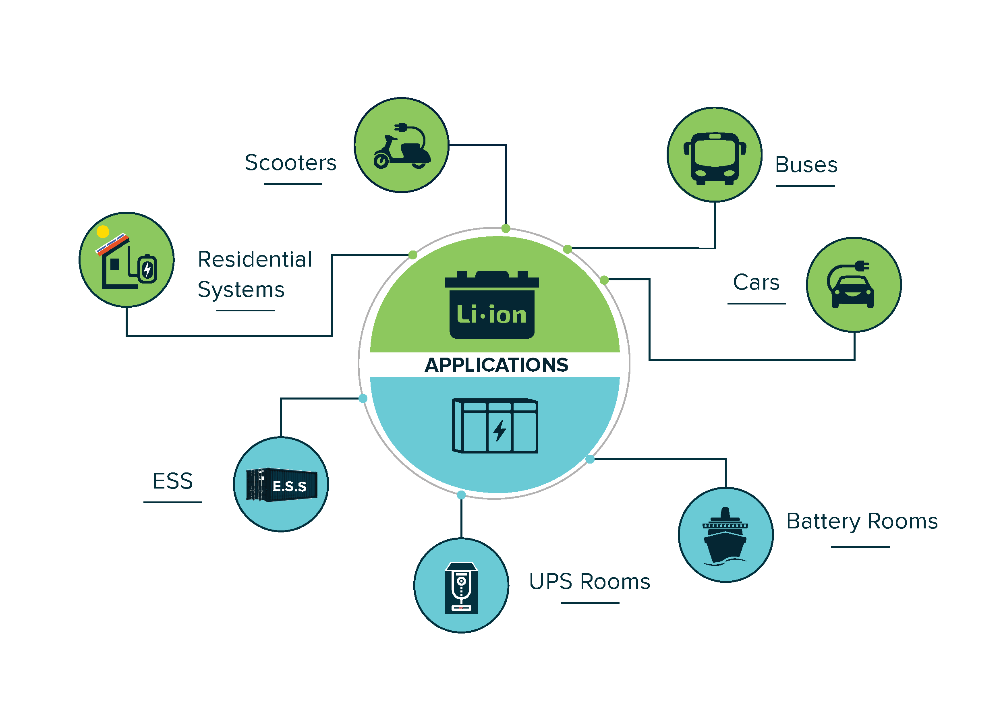 Scooters
Buses
Residential
Systems
Cars
Li·ion
APPLICATIONS
ESS
E.S.S
Battery Rooms
UPS Rooms